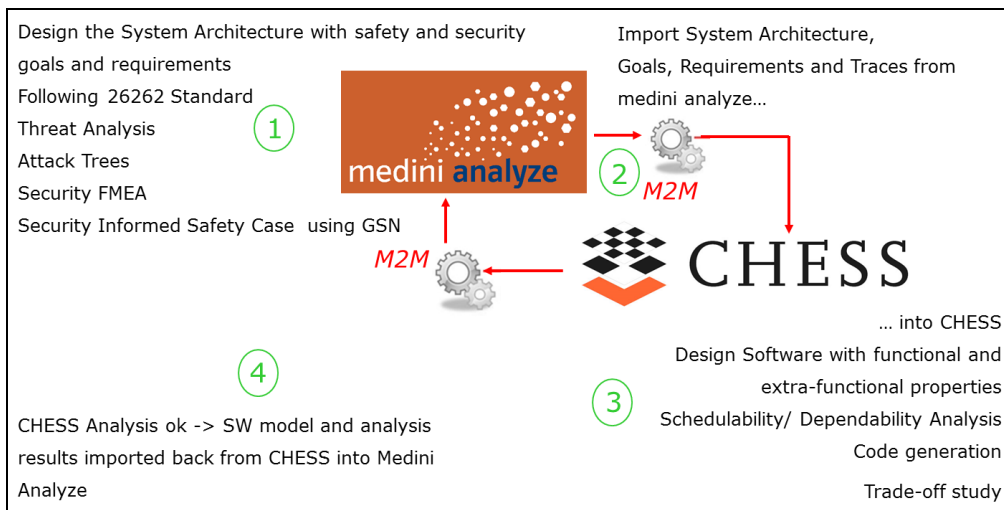 Design the System Architecture with safety and security
goals and requirements
Following 26262 Standard
Threat Analysis
Attack Trees
Security FMEA
Security Informed Safety Case  using GSN
1
medini analyze
Import System Architecture,
Goals, Requirements and Traces from
medini analyze...
2
M2M
M2M
CHESS
... into CHESS
Design Software with functional and
extra-functional properties
Schedulability/ Dependability Analysis
Code generation
Trade-off study
3
4
CHESS Analysis ok -> SW model and analysis
results imported back from CHESS into Medini
Analyze